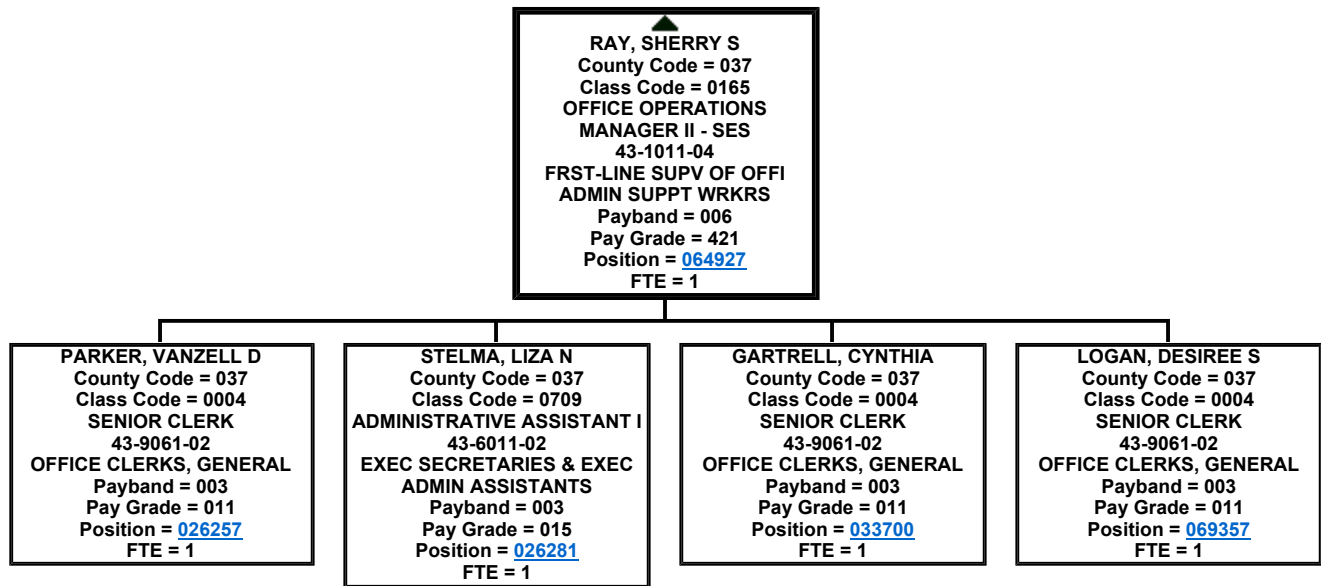 RAY, SHERRY S
County Code = 037
Class Code = 0165
OFFICE OPERATIONS
MANAGER II - SES
43-1011-04
FRST-LINE SUPV OF OFFI
ADMIN SUPPT WRKRS
Payband = 006
Pay Grade = 421
Position = 064927
FTE = 1
PARKER, VANZELL D
County Code = 037
Class Code = 0004
SENIOR CLERK
43-9061-02
OFFICE CLERKS, GENERAL
Payband = 003
Pay Grade = 011
Position = 026257
FTE = 1
STELMA, LIZA N
County Code = 037
Class Code = 0709
ADMINISTRATIVE ASSISTANT I
43-6011-02
EXEC SECRETARIES & EXEC
ADMIN ASSISTANTS
Payband = 003
Pay Grade = 015
Position = 026281
FTE = 1
GARTRELL, CYNTHIA
County Code = 037
Class Code = 0004
SENIOR CLERK
43-9061-02
OFFICE CLERKS, GENERAL
Payband = 003
Pay Grade = 011
Position = 033700
FTE = 1
LOGAN, DESIREE S
County Code = 037
Class Code = 0004
SENIOR CLERK
43-9061-02
OFFICE CLERKS, GENERAL
Payband = 003
Pay Grade = 011
Position = 069357
FTE = 1